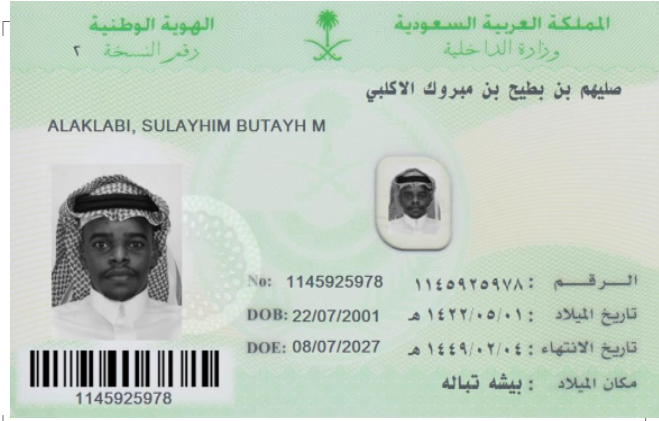 المملكة العربية السعودية
وزارة الداخلية
الهوية الوطنية
رقم النسخة ٢
صليهم بن بطيح بن مبروك الاكلبي
ALAKLABI, SULAYHIM BUTAYH M
الـرقـــم : ١١٤٥٩٢٥٩٧٨ No: 1145925978
تاريخ الميلاد : ١٤٢٢/٠٥/٠١ هـ DOB: 22/07/2001
تاريخ الانتهاء : ١٤٤٩/٠٢/٠٤ هـ DOE: 08/07/2027
مكان الميلاد : بيشه تباله
1145925978